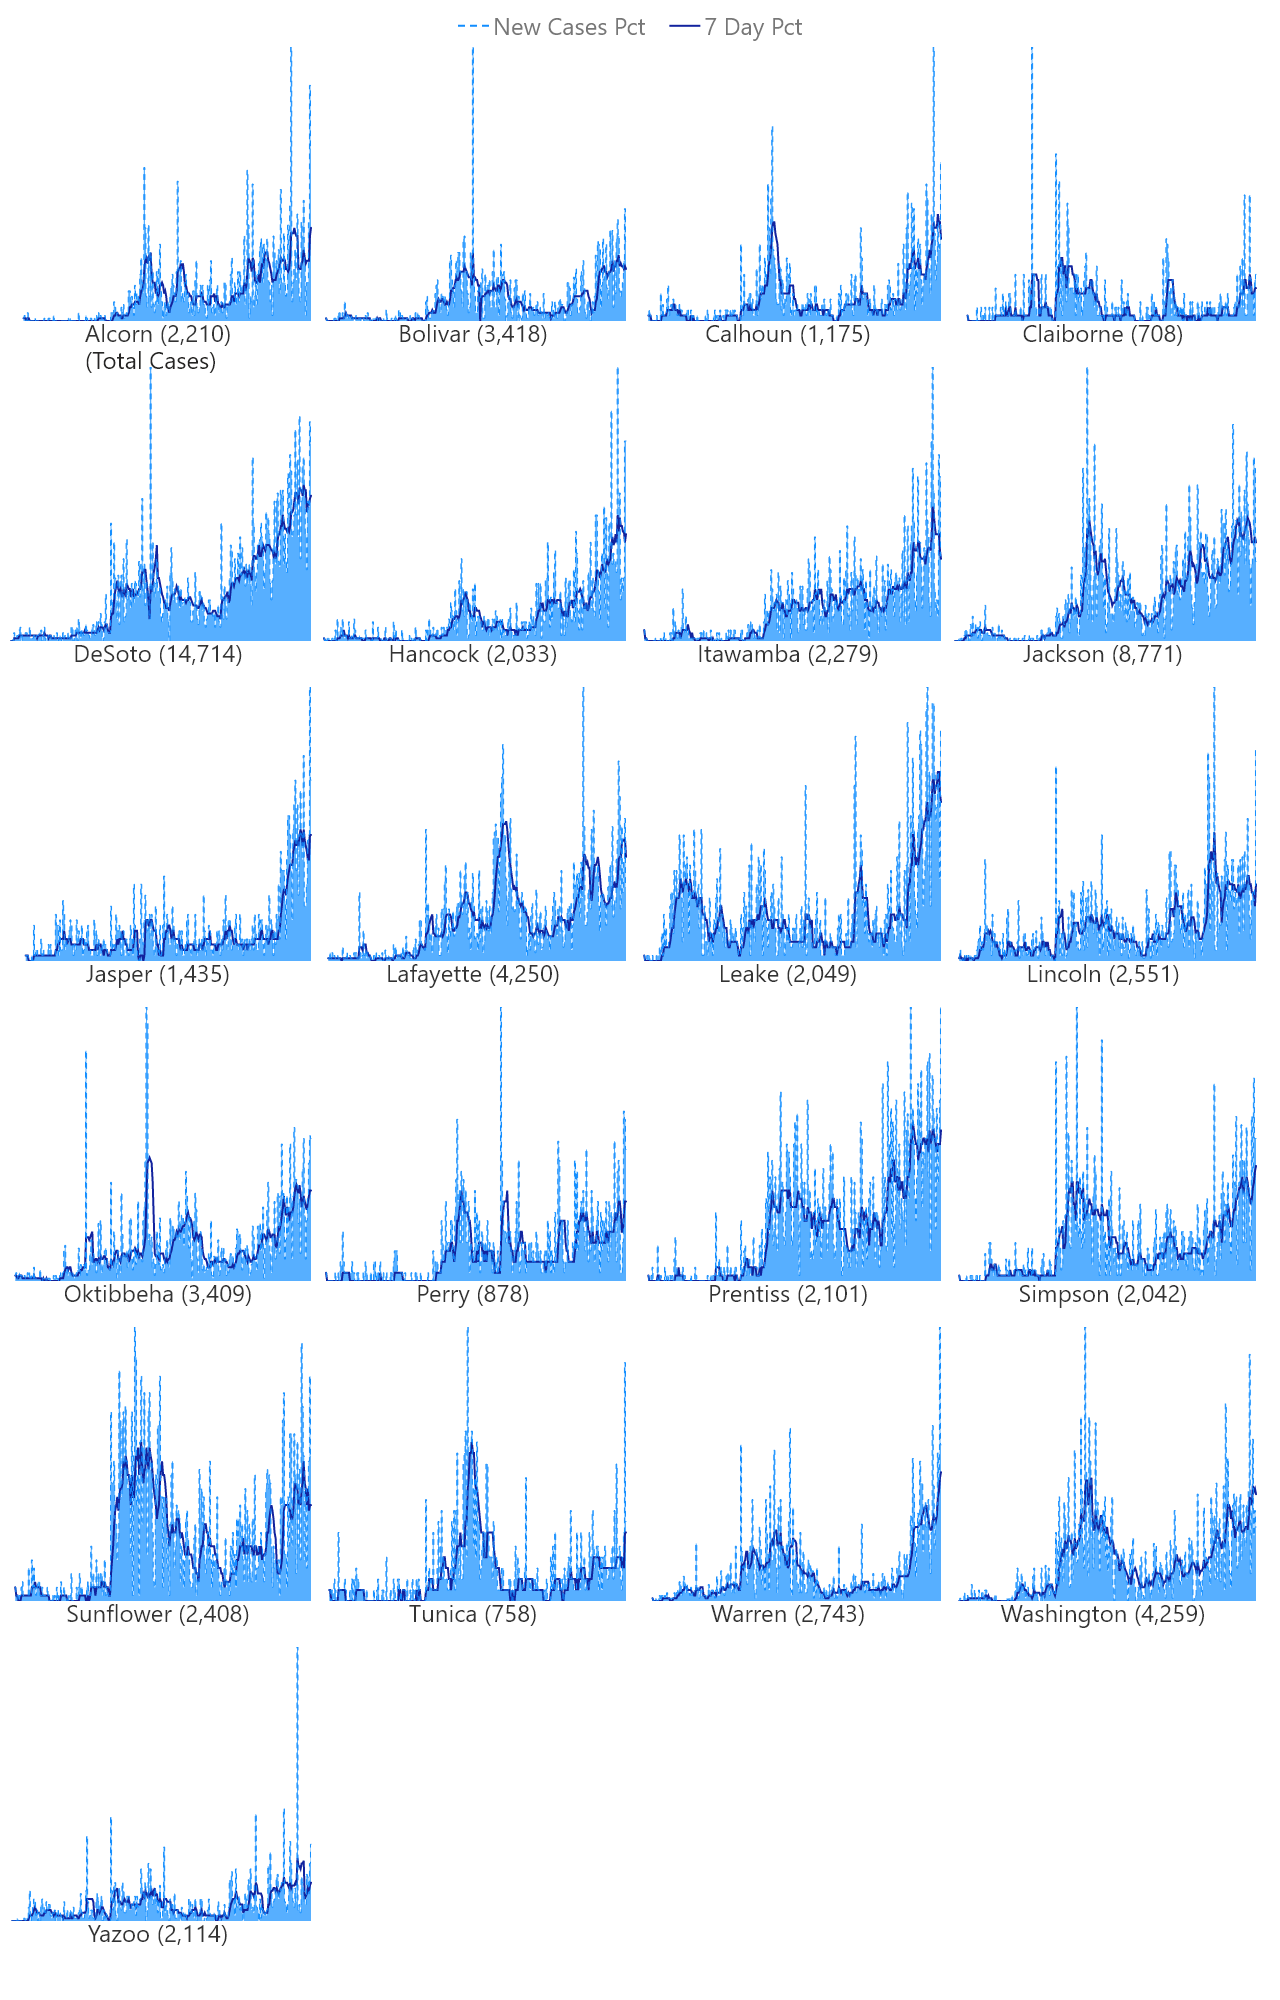 New Cases Pct 7 Day Pct
Alcorn (2,210) Bolivar (3,418) Calhoun (1,175) Claiborne (708)
(Total Cases)
DeSoto (14,714) Hancock (2,033) Itawamba (2,279) Jackson (8,771)
Jasper (1,435) Lafayette (4,250) Leake (2,049) Lincoln (2,551)
Oktibbeha (3,409) Perry (878) Prentiss (2,101) Simpson (2,042)
Sunflower (2,408) Tunica (758) Warren (2,743) Washington (4,259)
Yazoo (2,114)